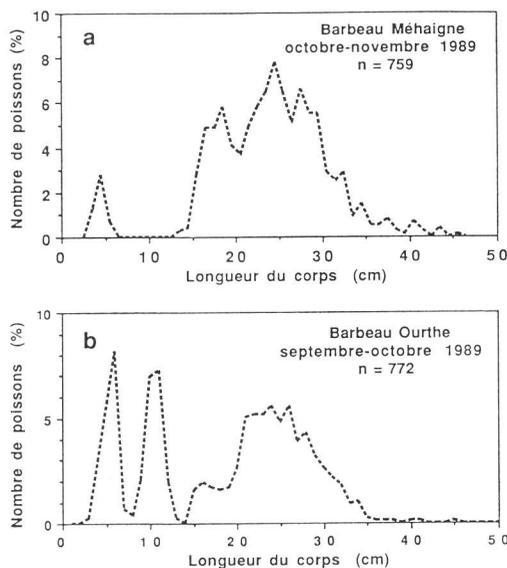 a
Barbeau Méhaigne
octobre-novembre 1989
n = 759
Nombre de poissons (%)
10
8
6
4
2
0
0 10 20 30 40 50
Longueur du corps (cm)
b
Barbeau Ourthe
septembre-octobre 1989
n = 772
Nombre de poissons (%)
10
5
0
0 10 20 30 40 50
Longueur du corps (cm)